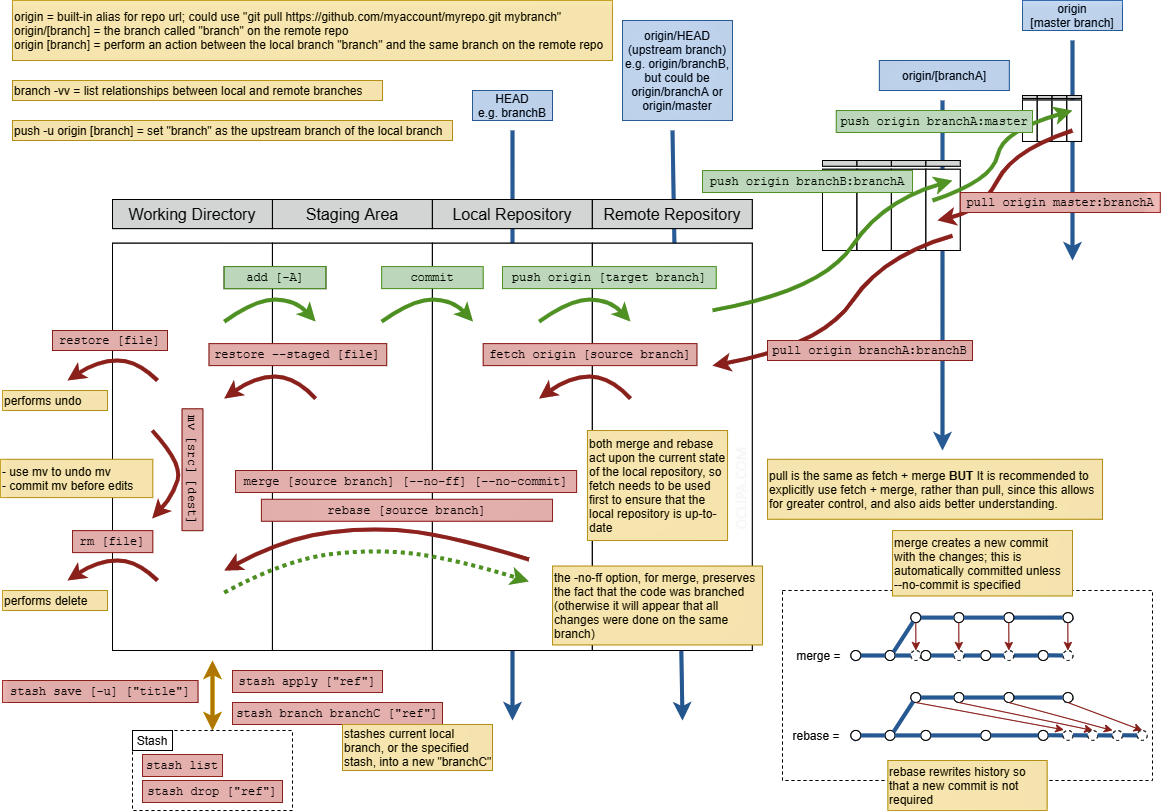 origin = built-in alias for repo url; could use "git pull https://github.com/myaccount/myrepo.git mybranch"
origin/[branch] = the branch called "branch" on the remote repo
origin [branch] = perform an action between the local branch "branch" and the same branch on the remote repo
branch -vv = list relationships between local and remote branches
push -u origin [branch] = set "branch" as the upstream branch of the local branch
HEAD
e.g. branchB
origin/HEAD
(upstream branch)
e.g. origin/branchB,
but could be
origin/branchA or
origin/master
origin/[branchA]
origin
[master branch]
push origin branchA:master
push origin branchB:branchA
pull origin master:branchA
Working Directory
Staging Area
Local Repository
Remote Repository
add [-A]
commit
push origin [target branch]
restore [file]
restore --staged [file]
fetch origin [source branch]
pull origin branchA:branchB
performs undo
mv [src] [dest]
- use mv to undo mv
- commit mv before edits
both merge and rebase
act upon the current state
of the local repository, so
fetch needs to be used
first to ensure that the
local repository is up-to-
date
merge [source branch] [--no-ff] [--no-commit]
rebase [source branch]
pull is the same as fetch + merge BUT It is recommended to
explicitly use fetch + merge, rather than pull, since this allows
for greater control, and also aids better understanding.
rm [file]
performs delete
the -no-ff option, for merge, preserves
the fact that the code was branched
(otherwise it will appear that all
changes were done on the same
branch)
merge creates a new commit
with the changes; this is
automatically committed unless
--no-commit is specified
merge =
rebase =
rebase rewrites history so
that a new commit is not
required
stash save [-u] ["title"]
stash apply ["ref"]
stash branch branchC ["ref"]
stashes current local
branch, or the specified
stash, into a new "branchC"
Stash
stash list
stash drop ["ref"]